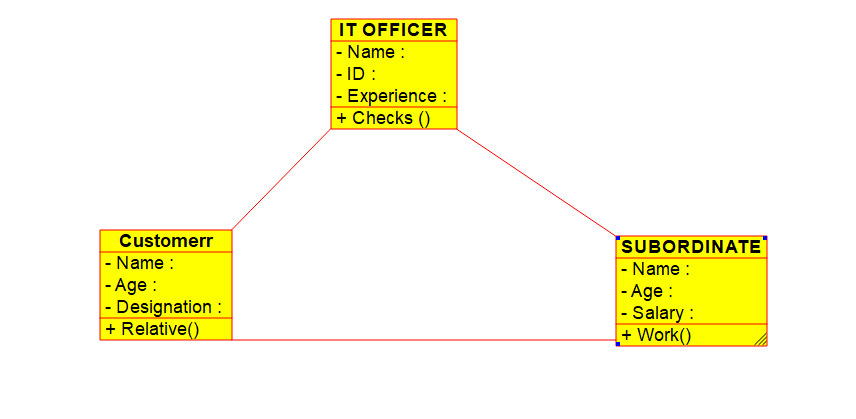 IT OFFICER
- Name :
- ID :
- Experience :
+ Checks ()
Customerr
- Name :
- Age :
- Designation :
+ Relative()
SUBORDINATE
- Name :
- Age :
- Salary :
+ Work()